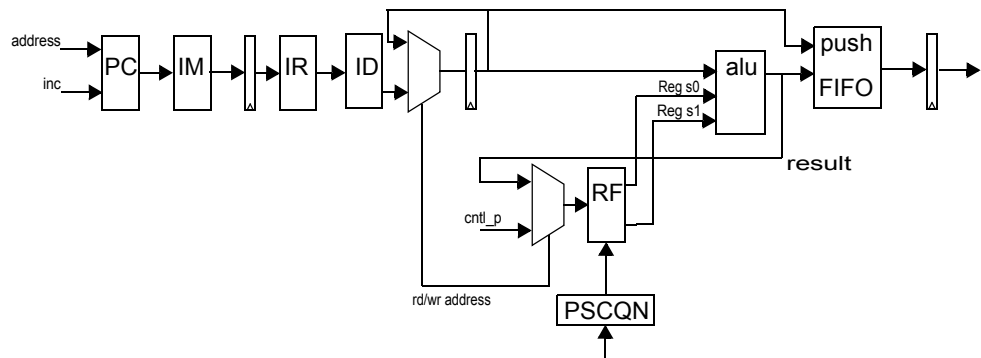 address
inc
PC
IM
IR
ID
alu
push
FIFO
Reg s0
Reg s1
result
RF
cntl_p
rd/wr address
PSCQN